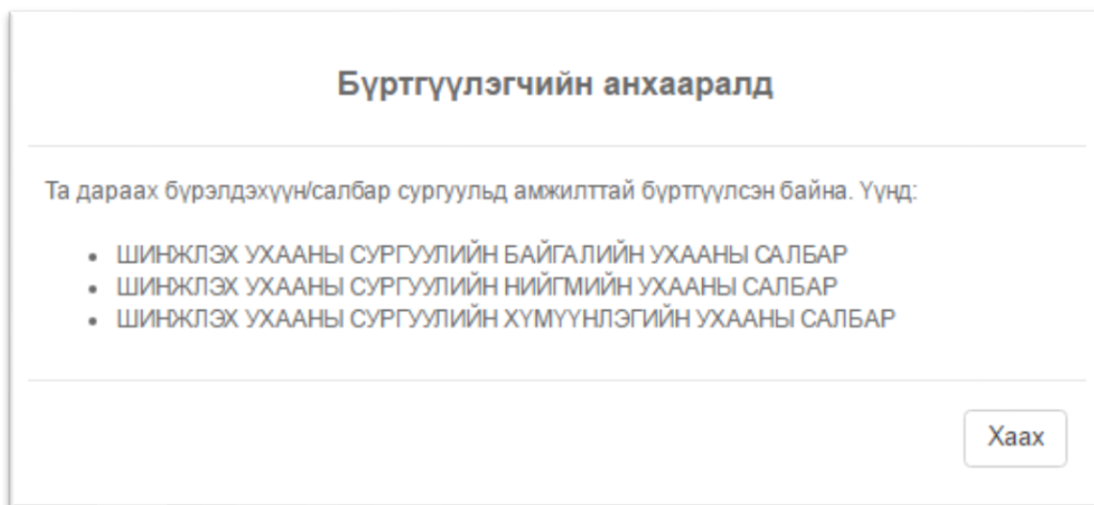 Бүртгүүлэгчийн анхааралд
Та дараах бүрэлдэхүүн/салбар сургуульд амжилттай бүртгүүлсэн байна. Үүнд:
• ШИНЖЛЭХ УХААНЫ СУРГУУЛИЙН БАЙГАЛИЙН УХААНЫ САЛБАР
• ШИНЖЛЭХ УХААНЫ СУРГУУЛИЙН НИЙГМИЙН УХААНЫ САЛБАР
• ШИНЖЛЭХ УХААНЫ СУРГУУЛИЙН ХҮМҮҮНЛЭГИЙН УХААНЫ САЛБАР
Хаах